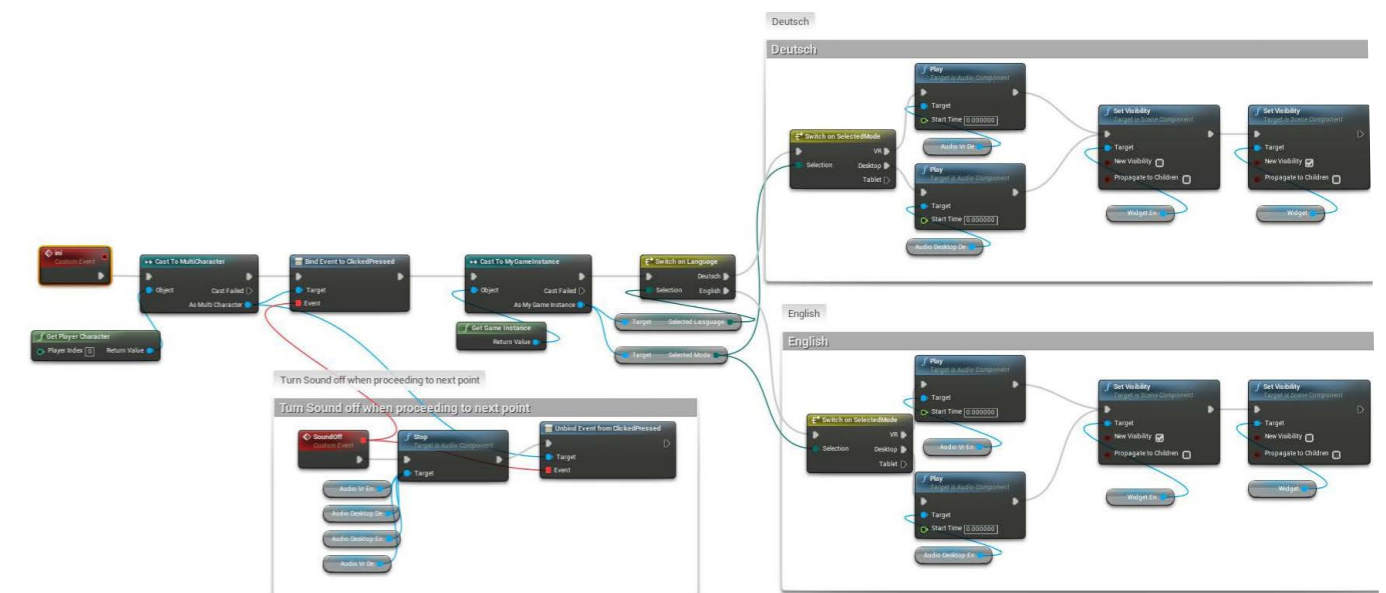 Deutsch
Deutsch
Play
Target is Audio Component
Target
Start Time 0.000000
Audio Vr De
Switch on SelectedMode
VR
Selection
Desktop
Tablet
Play
Target is Audio Component
Target
Start Time 0.000000
Audio Desktop De
Set Visibility
Target is Scene Component
Target
New Visibility
Propagate to Children
Widget En
Set Visibility
Target is Scene Component
Target
New Visibility
Propagate to Children
Widget
ini
Custom Event
Get Player Character
Player Index 0
Return Value
Cast To MultiCharacter
Object
Cast Failed
As Multi Character
Bind Event to ClickedPressed
Target
Event
Cast To MyGameInstance
Object
Cast Failed
As My Game Instance
Get Game Instance
Return Value
Switch on Language
Deutsch
Selection
English
Target
Selected Language
Target
Selected Mode
Turn Sound off when proceeding to next point
Turn Sound off when proceeding to next point
SoundOff
Custom Event
Stop
Target is Audio Component
Target
Audio Vr En
Audio Desktop De
Audio Desktop En
Audio Vr De
Unbind Event from ClickedPressed
Target
Event
English
English
Play
Target is Audio Component
Target
Start Time 0.000000
Audio Vr En
Switch on SelectedMode
VR
Selection
Desktop
Tablet
Play
Target is Audio Component
Target
Start Time 0.000000
Audio Desktop En
Set Visibility
Target is Scene Component
Target
New Visibility
Propagate to Children
Widget En
Set Visibility
Target is Scene Component
Target
New Visibility
Propagate to Children
Widget